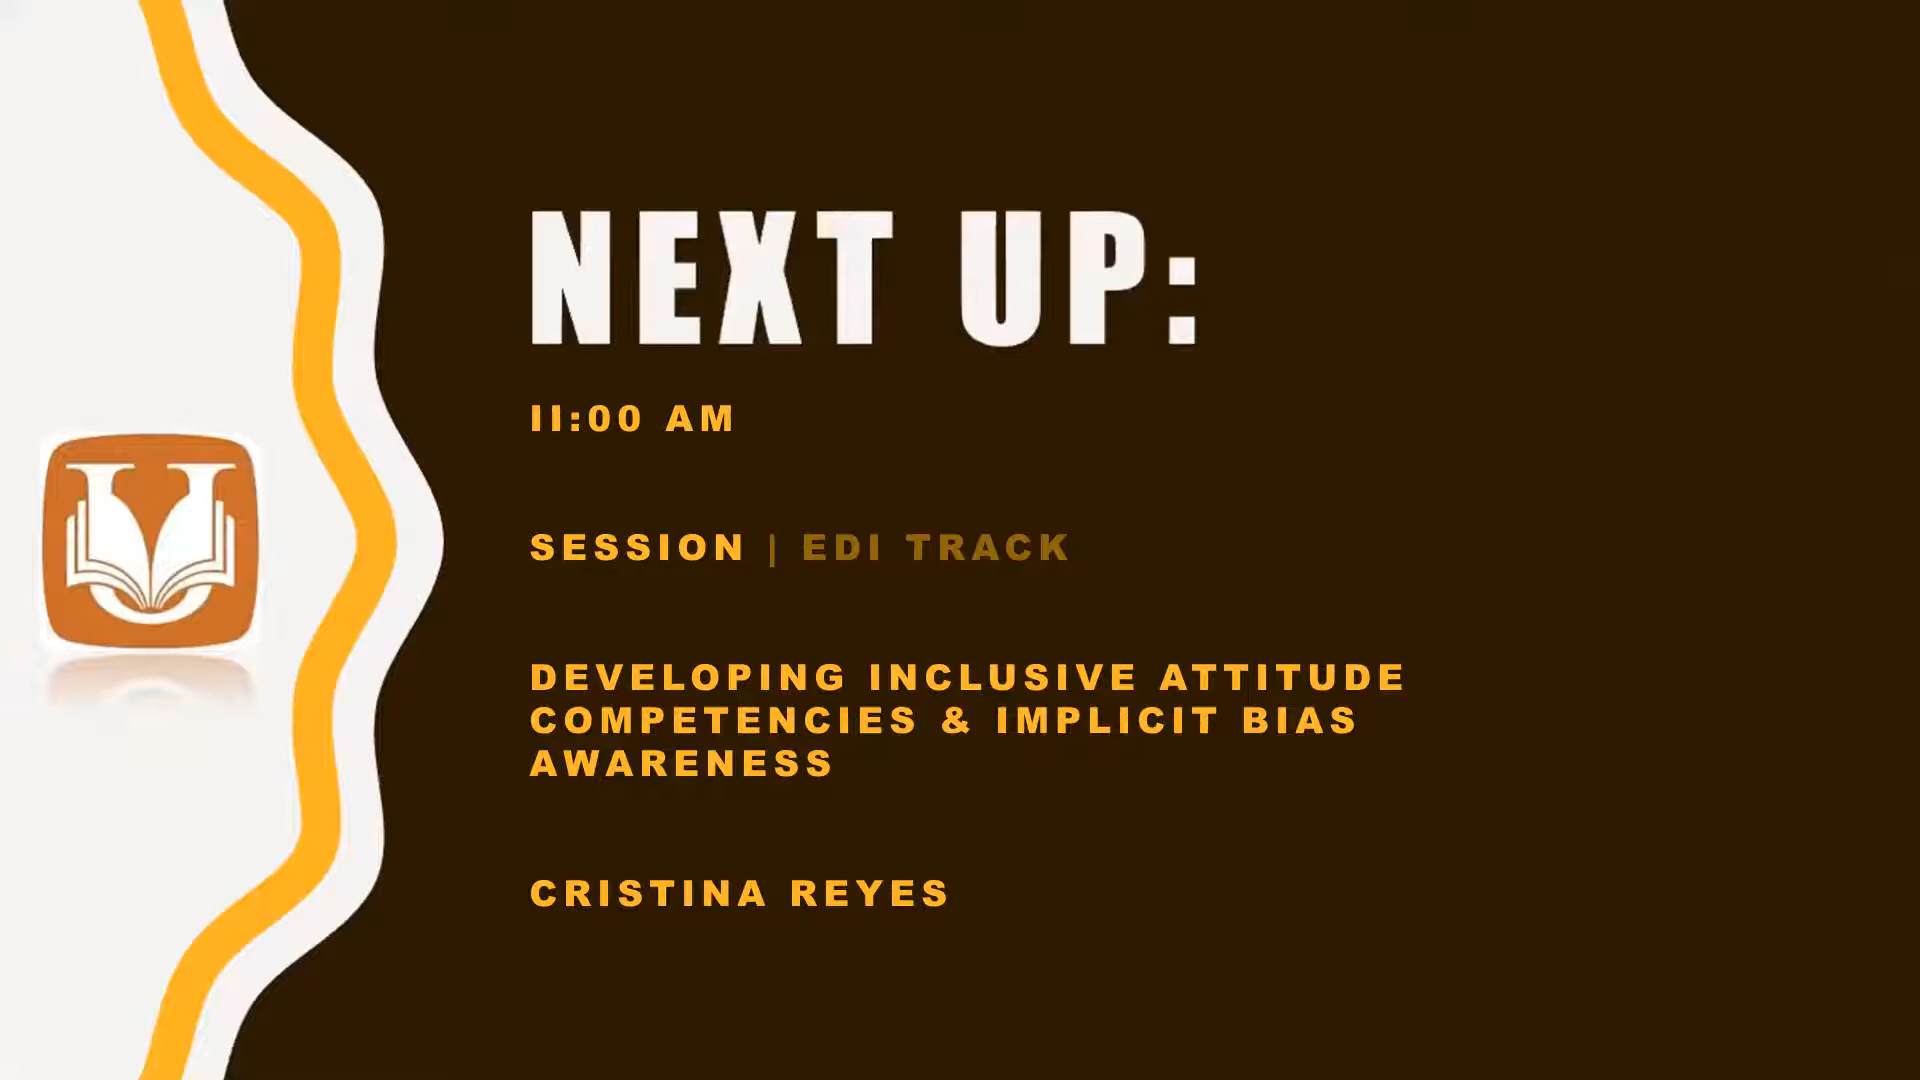 NEXT UP:
11:00 AM
SESSION | EDI TRACK
DEVELOPING INCLUSIVE ATTITUDE
COMPETENCIES & IMPLICIT BIAS
AWARENESS
CRISTINA REYES